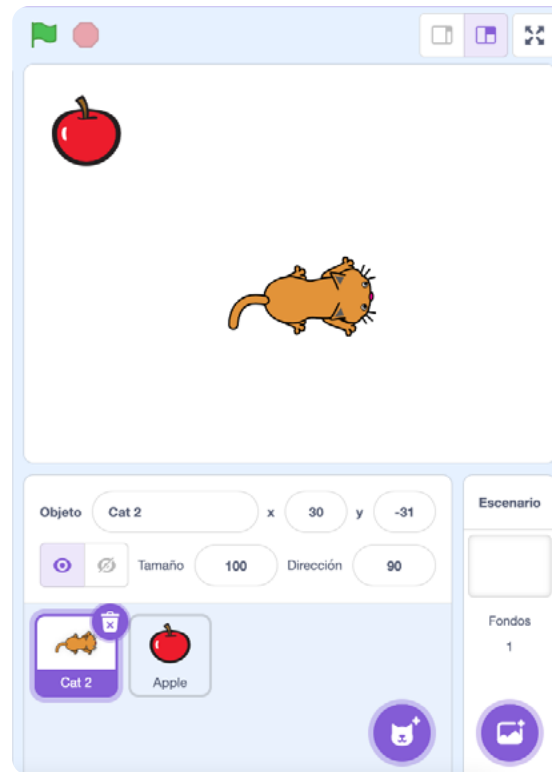 Objeto Cat 2 x 30 y -31
Tamaño 100 Dirección 90
Cat 2
Apple
Escenario
Fondos
1